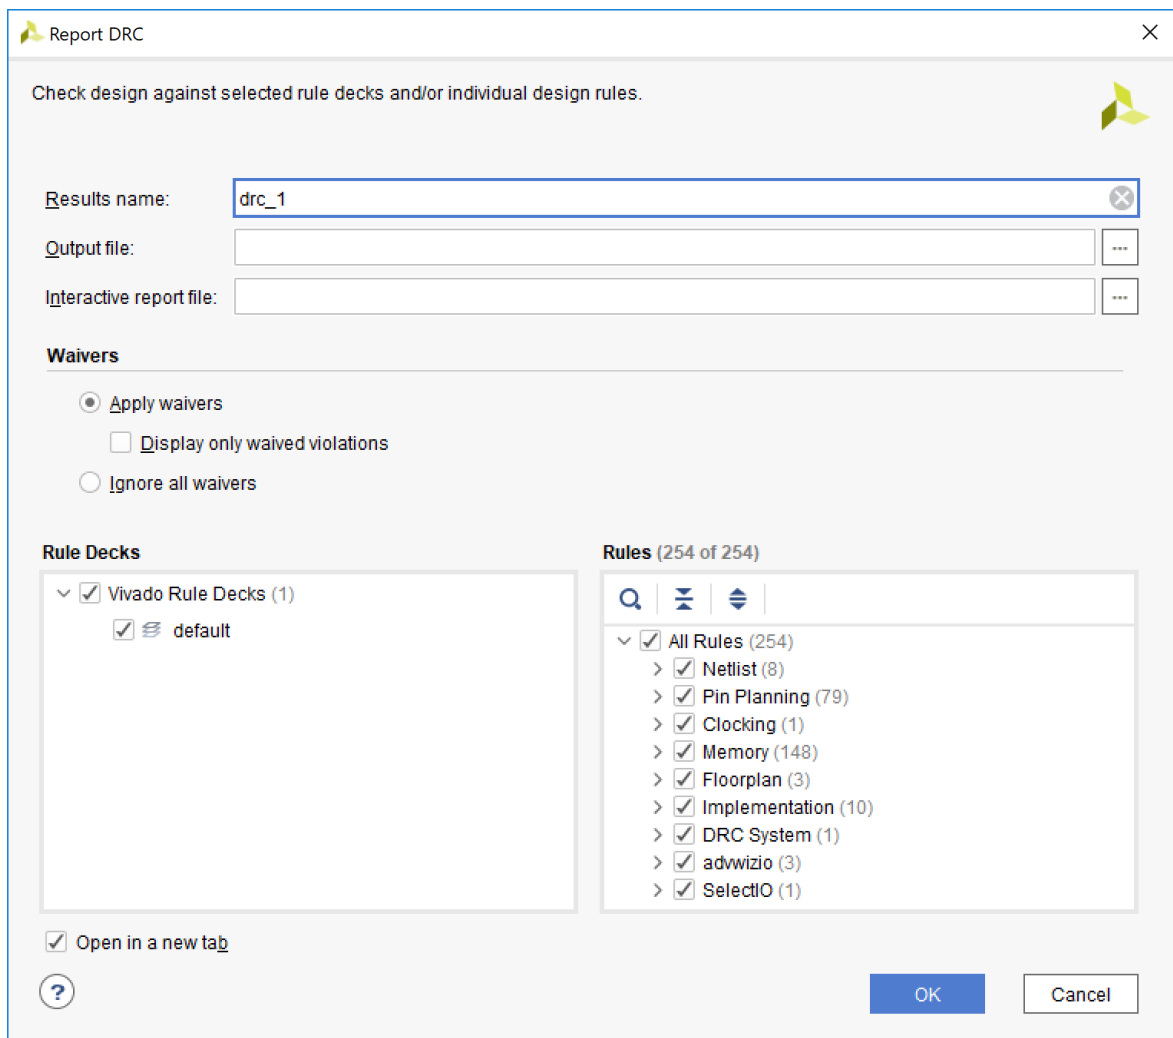 Report DRC
Check design against selected rule decks and/or individual design rules.
Results name: drc_1
Output file:
...
Interactive report file:
...
Waivers
Apply waivers
Display only waived violations
Ignore all waivers
Rule Decks
Vivado Rule Decks (1)
default
Rules (254 of 254)
All Rules (254)
Netlist (8)
Pin Planning (79)
Clocking (1)
Memory (148)
Floorplan (3)
Implementation (10)
DRC System (1)
advwizio (3)
SelectIO (1)
Open in a new tab
?
OK
Cancel